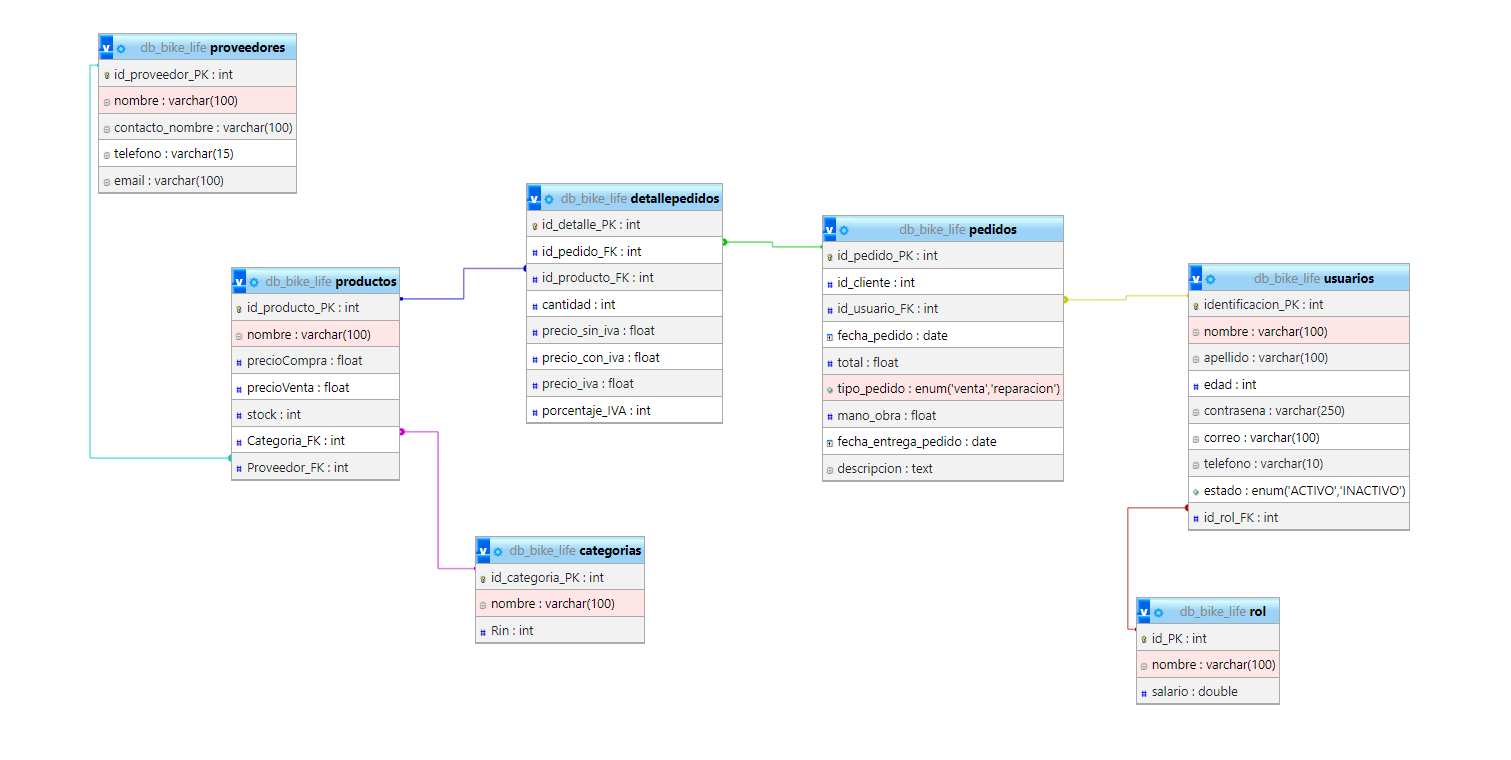 db_bike_life proveedores
id_proveedor_PK : int
nombre : varchar(100)
contacto_nombre : varchar(100)
telefono : varchar(15)
email : varchar(100)
db_bike_life productos
id_producto_PK : int
nombre : varchar(100)
precioCompra : float
precioVenta : float
stock : int
Categoria_FK : int
Proveedor_FK : int
db_bike_life detallepedidos
id_detalle_PK : int
id_pedido_FK : int
id_producto_FK : int
cantidad : int
precio_sin_iva : float
precio_con_iva : float
precio_iva : float
porcentaje_IVA : int
db_bike_life categorias
id_categoria_PK : int
nombre : varchar(100)
Rin : int
db_bike_life pedidos
id_pedido_PK : int
id_cliente : int
id_usuario_FK : int
fecha_pedido : date
total : float
tipo_pedido : enum('venta','reparacion')
mano_obra : float
fecha_entrega_pedido : date
descripcion : text
db_bike_life usuarios
identificacion_PK : int
nombre : varchar(100)
apellido : varchar(100)
edad : int
contrasena : varchar(250)
correo : varchar(100)
telefono : varchar(10)
estado : enum('ACTIVO','INACTIVO')
id_rol_FK : int
db_bike_life rol
id_PK : int
nombre : varchar(100)
salario : double